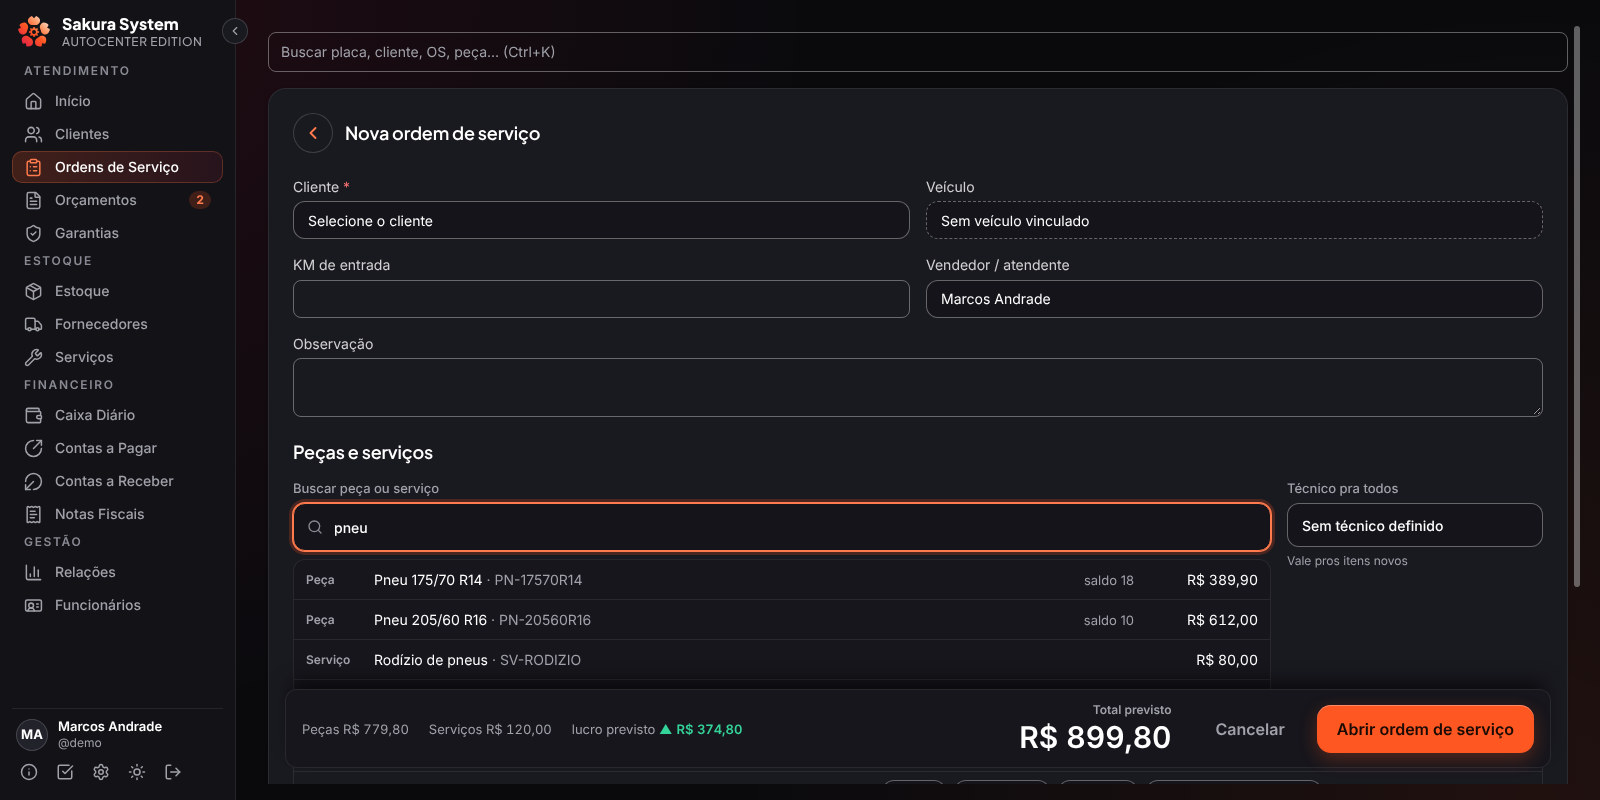 Sakura System
AUTOCENTER EDITION
ATENDIMENTO
Início
Clientes
Ordens de Serviço
Orçamentos 2
Garantias
ESTOQUE
Estoque
Fornecedores
Serviços
FINANCEIRO
Caixa Diário
Contas a Pagar
Contas a Receber
Notas Fiscais
GESTÃO
Relações
Funcionários
MA
Marcos Andrade
@demo
Buscar placa, cliente, OS, peça... (Ctrl+K)
Nova ordem de serviço
Cliente *
Selecione o cliente
Veículo
Sem veículo vinculado
KM de entrada
Vendedor / atendente
Marcos Andrade
Observação
Peças e serviços
Buscar peça ou serviço
pneu
Técnico pra todos
Sem técnico definido
Vale pros itens novos
Peça Pneu 175/70 R14 · PN-17570R14 saldo 18 R$ 389,90
Peça Pneu 205/60 R16 · PN-20560R16 saldo 10 R$ 612,00
Serviço Rodízio de pneus · SV-RODIZIO R$ 80,00
Peças R$ 779,80 Serviços R$ 120,00 lucro previsto ▲ R$ 374,80
Total previsto
R$ 899,80
Cancelar
Abrir ordem de serviço